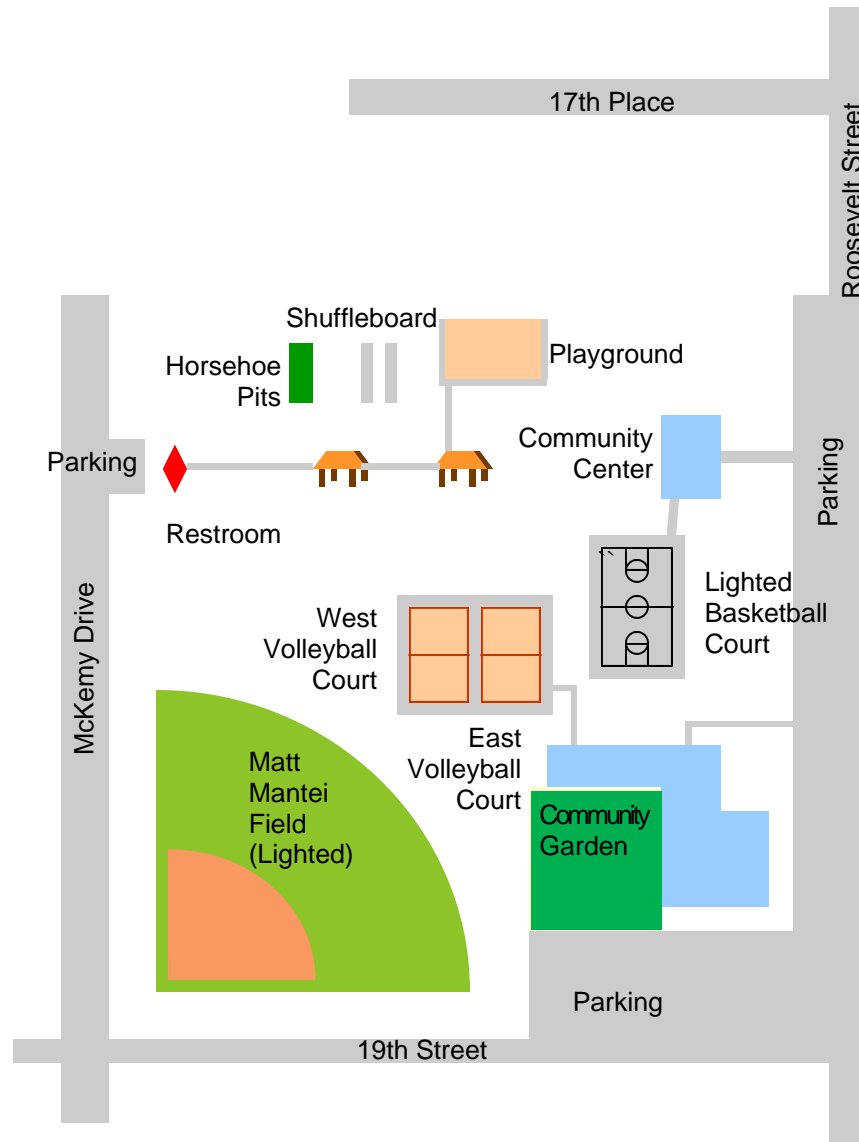 17th Place
Roosevelt Street
Shuffleboard
Horsehoe
Pits
Playground
Parking
Community
Center
Parking
Restroom
Lighted
Basketball
Court
West
Volleyball
Court
McKemy Drive
East
Volleyball
Court
Matt
Mantei
Field
(Lighted)
Community
Garden
Parking
19th Street